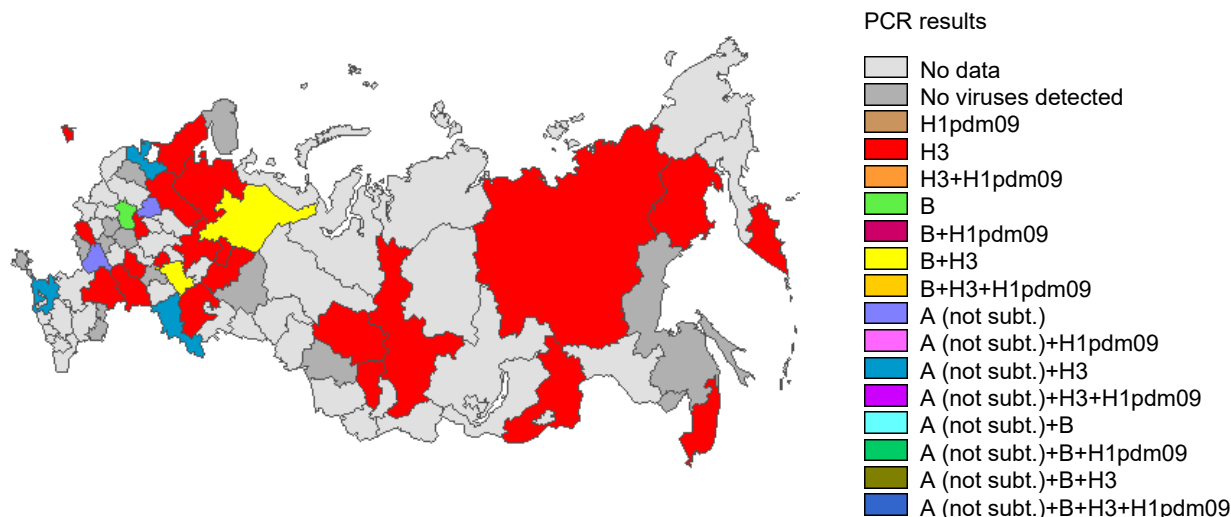 PCR results
No data
No viruses detected
H1pdm09
H3
H3+H1pdm09
B
B+H1pdm09
B+H3
B+H3+H1pdm09
A (not subt.)
A (not subt.)+H1pdm09
A (not subt.)+H3
A (not subt.)+H3+H1pdm09
A (not subt.)+B
A (not subt.)+B+H1pdm09
A (not subt.)+B+H3
A (not subt.)+B+H3+H1pdm09